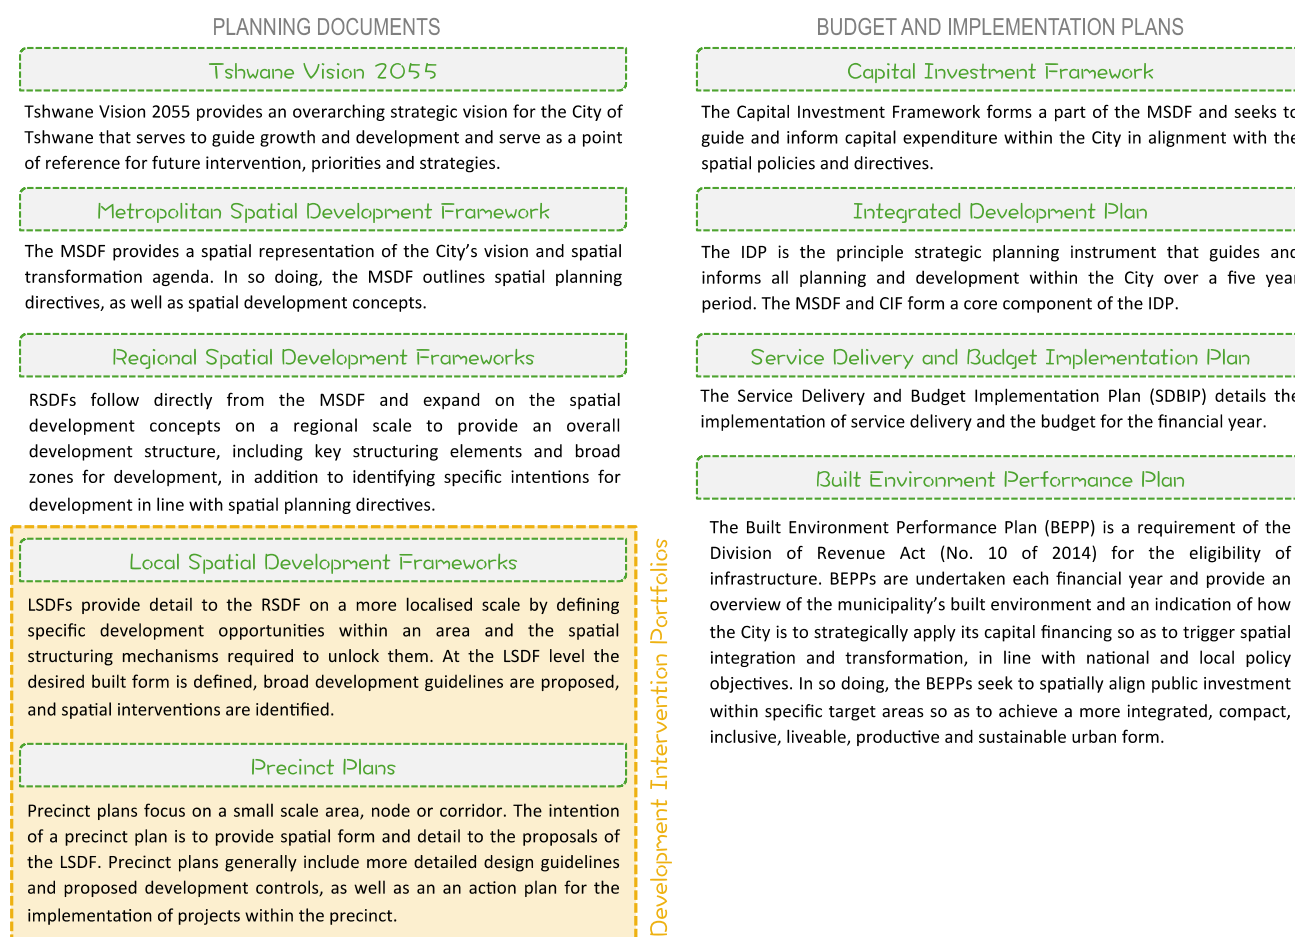 PLANNING DOCUMENTS
Tshwane Vision 2055
Tshwane Vision 2055 provides an overarching strategic vision for the City of
Tshwane that serves to guide growth and development and serve as a point
of reference for future intervention, priorities and strategies.
Metropolitan Spatial Development Framework
The MSDF provides a spatial representation of the City's vision and spatial
transformation agenda. In so doing, the MSDF outlines spatial planning
directives, as well as spatial development concepts.
Regional Spatial Development Frameworks
RSDFs follow directly from the MSDF and expand on the spatial
development concepts on a regional scale to provide an overall
development structure, including key structuring elements and broad
zones for development, in addition to identifying specific intentions for
development in line with spatial planning directives.
Local Spatial Development Frameworks
LSDFs provide detail to the RSDF on a more localised scale by defining
specific development opportunities within an area and the spatial
structuring mechanisms required to unlock them. At the LSDF level the
desired built form is defined, broad development guidelines are proposed,
and spatial interventions are identified.
Precinct Plans
Precinct plans focus on a small scale area, node or corridor. The intention
of a precinct plan is to provide spatial form and detail to the proposals of
the LSDF. Precinct plans generally include more detailed design guidelines
and proposed development controls, as well as an an action plan for the
implementation of projects within the precinct.
Development Intervention Portfolios
BUDGET AND IMPLEMENTATION PLANS
Capital Investment Framework
The Capital Investment Framework forms a part of the MSDF and seeks to
guide and inform capital expenditure within the City in alignment with the
spatial policies and directives.
Integrated Development Plan
The IDP is the principle strategic planning instrument that guides and
informs all planning and development within the City over a five year
period. The MSDF and CIF form a core component of the IDP.
Service Delivery and Budget Implementation Plan
The Service Delivery and Budget Implementation Plan (SDBIP) details the
implementation of service delivery and the budget for the financial year.
Built Environment Performance Plan
The Built Environment Performance Plan (BEPP) is a requirement of the
Division of Revenue Act (No. 10 of 2014) for the eligibility of
infrastructure. BEPPs are undertaken each financial year and provide an
overview of the municipality's built environment and an indication of how
the City is to strategically apply its capital financing so as to trigger spatial
integration and transformation, in line with national and local policy
objectives. In so doing, the BEPPs seek to spatially align public investment
within specific target areas so as to achieve a more integrated, compact,
inclusive, liveable, productive and sustainable urban form.